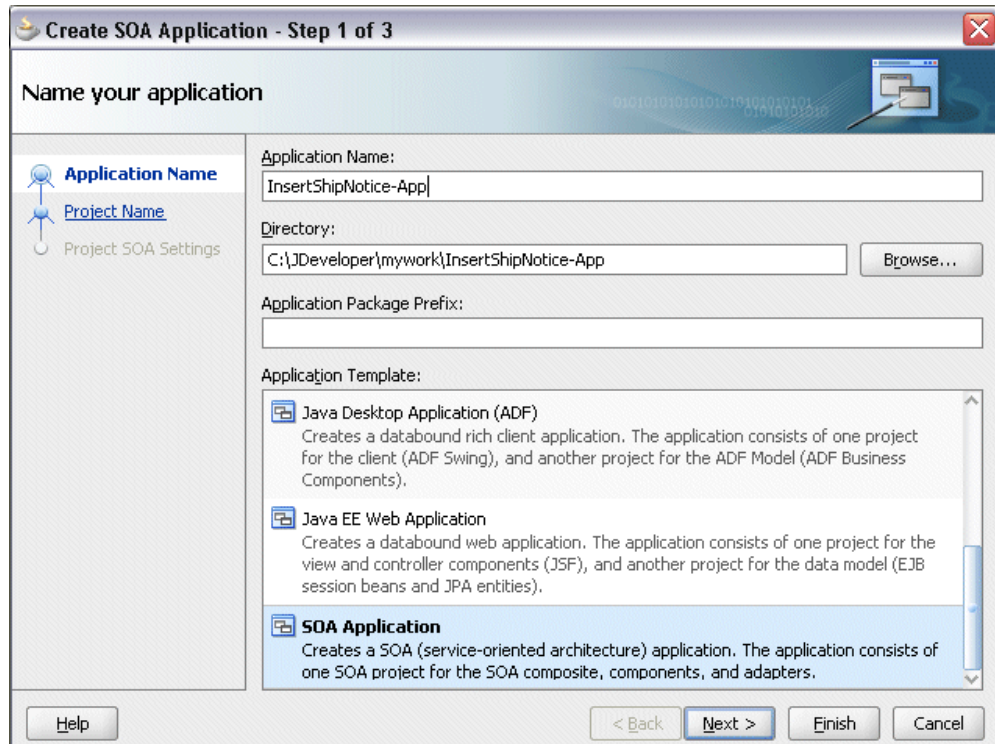 Create SOA Application - Step 1 of 3
Name your application
Application Name
Project Name
Project SOA Settings
Application Name:
InsertShipNotice-App
Directory:
C:\JDeveloper\mywork\InsertShipNotice-App
Browse...
Application Package Prefix:
Application Template:
Java Desktop Application (ADF)
Creates a databound rich client application. The application consists of one project
for the client (ADF Swing), and another project for the ADF Model (ADF Business
Components).
Java EE Web Application
Creates a databound web application. The application consists of one project for the
view and controller components (JSF), and another project for the data model (EJB
session beans and JPA entities).
SOA Application
Creates a SOA (service-oriented architecture) application. The application consists of
one SOA project for the SOA composite, components, and adapters.
Help
< Back
Next >
Finish
Cancel